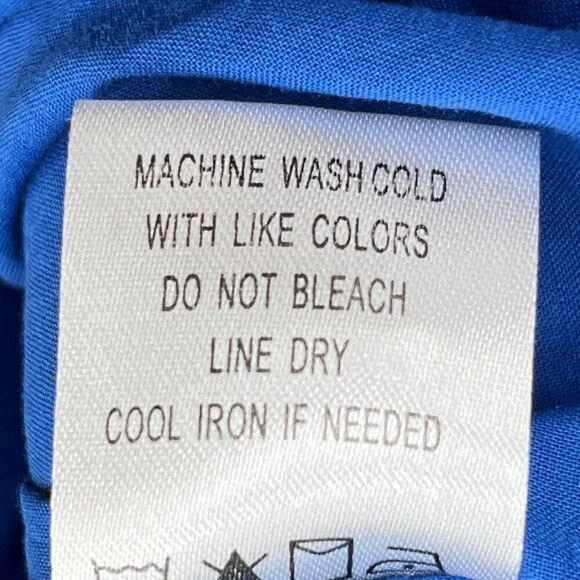 MACHINE WASH COLD
WITH LIKE COLORS
DO NOT BLEACH
LINE DRY
COOL IRON IF NEEDED